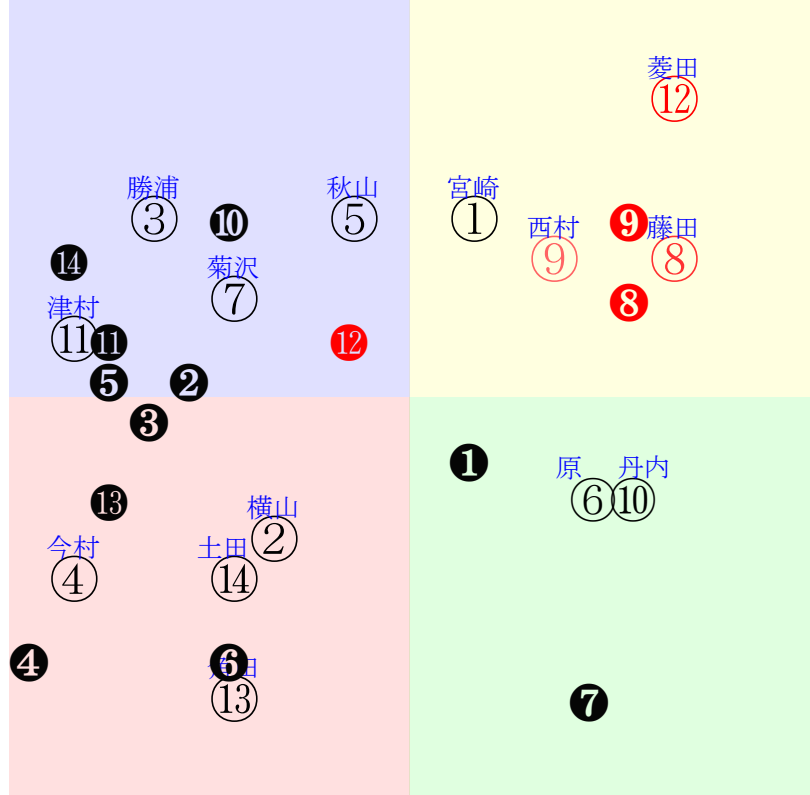 菱田
⑫
勝浦
③
❿
秋山
⑤
宮崎
①
西村
⑨
❾
藤田
⑧
⓮
菊沢
⑦
❽
津村
⑪
⓫
⓬
❺
❷
❸
❶
原
⑥
丹内
⑩
⓭
横山
②
今村
④
土田
⑭
❹
❻
田
⑬
❼